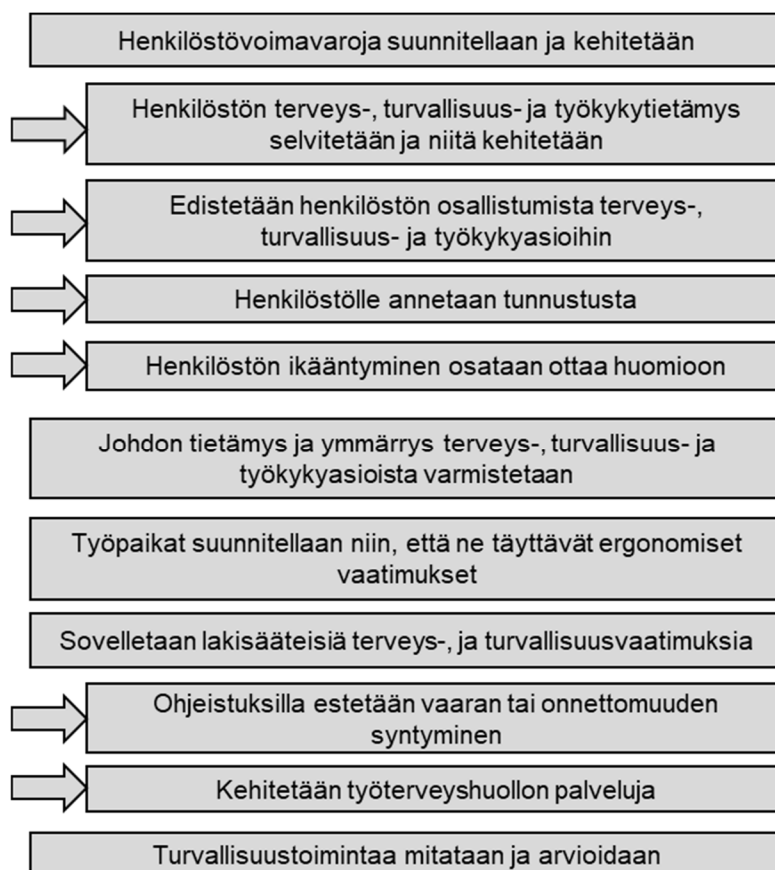 Henkilöstövoimavaroja suunnitellaan ja kehitetään
Henkilöstön terveys-, turvallisuus- ja työkykytietämys
selvitetään ja niitä kehitetään
Edistetään henkilöstön osallistumista terveys-,
turvallisuus- ja työkykyasioihin
Henkilöstölle annetaan tunnustusta
Henkilöstön ikääntyminen osataan ottaa huomioon
Johdon tietämys ja ymmärrys terveys-, turvallisuus- ja
työkykyasioista varmistetaan
Työpaikat suunnitellaan niin, että ne täyttävät ergonomiset
vaatimukset
Sovelletaan lakisääteisiä terveys-, ja turvallisuusvaatimuksia
Ohjeistuksilla estetään vaaran tai onnettomuuden
syntyminen
Kehitetään työterveyshuollon palveluja
Turvallisuustoimintaa mitataan ja arvioidaan